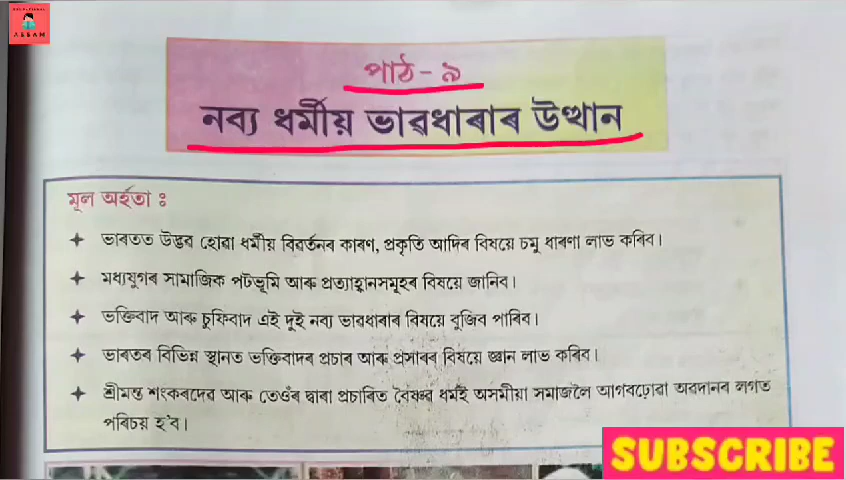 ASSAM
পাঠ - ৯
নব্য ধৰ্মীয় ভাৱধাৰাৰ উত্থান
মূল অৰ্হতা :
ভাৰতত উদ্ভৱ হোৱা ধৰ্মীয় বিৱৰ্তনৰ কাৰণ, প্ৰকৃতি আদিৰ বিষয়ে চমু ধাৰণা লাভ কৰিব।
মধ্যযুগৰ সামাজিক পটভূমি আৰু প্ৰত্যাহ্বানসমূহৰ বিষয়ে জানিব।
ভক্তিবাদ আৰু চুফিবাদ এই দুই নব্য ভাৱধাৰাৰ বিষয়ে বুজিব পাৰিব।
ভাৰতৰ বিভিন্ন স্থানত ভক্তিবাদৰ প্ৰচাৰ আৰু প্ৰসাৰৰ বিষয়ে জ্ঞান লাভ কৰিব।
শ্ৰীমন্ত শংকৰদেৱ আৰু তেওঁৰ দ্বাৰা প্ৰচাৰিত বৈষ্ণৱ ধৰ্মই অসমীয়া সমাজলৈ আগবঢ়োৱা অৱদানৰ লগত
পৰিচয় হ'ব।
SUBSCRIBE